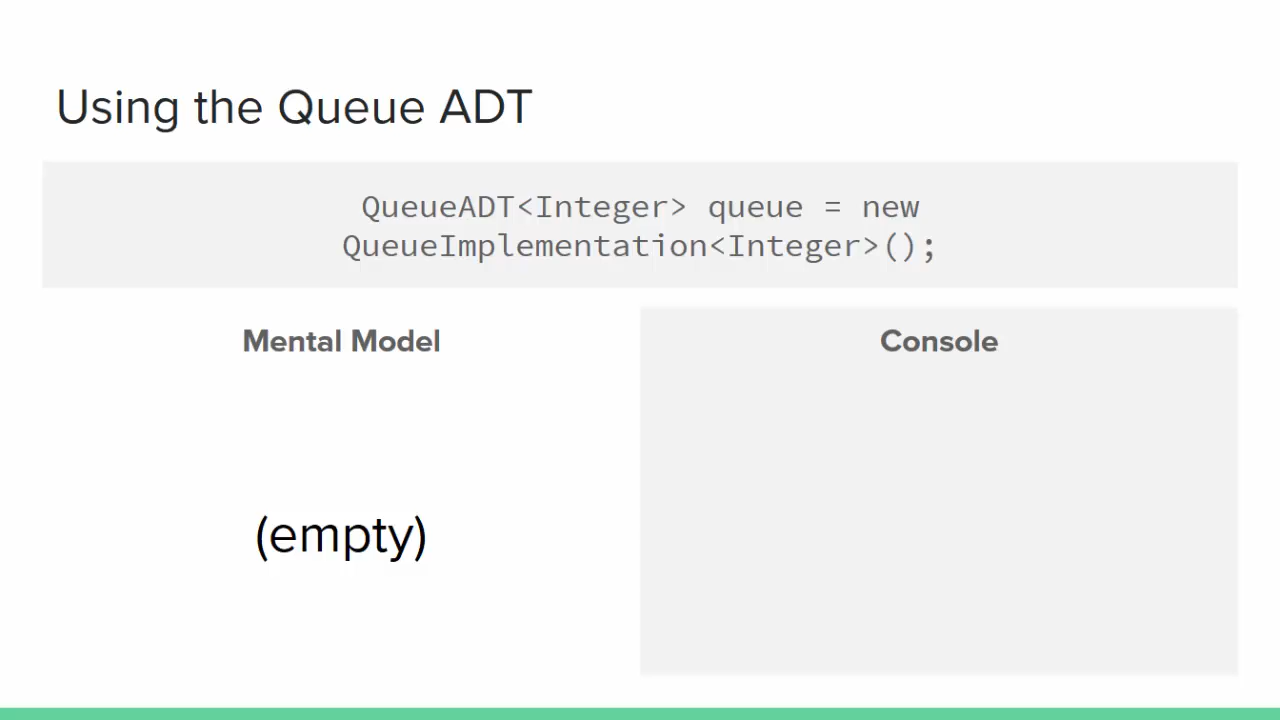 Using the Queue ADT
QueueADT<Integer> queue = new
QueueImplementation<Integer>();
Mental Model
(empty)
Console